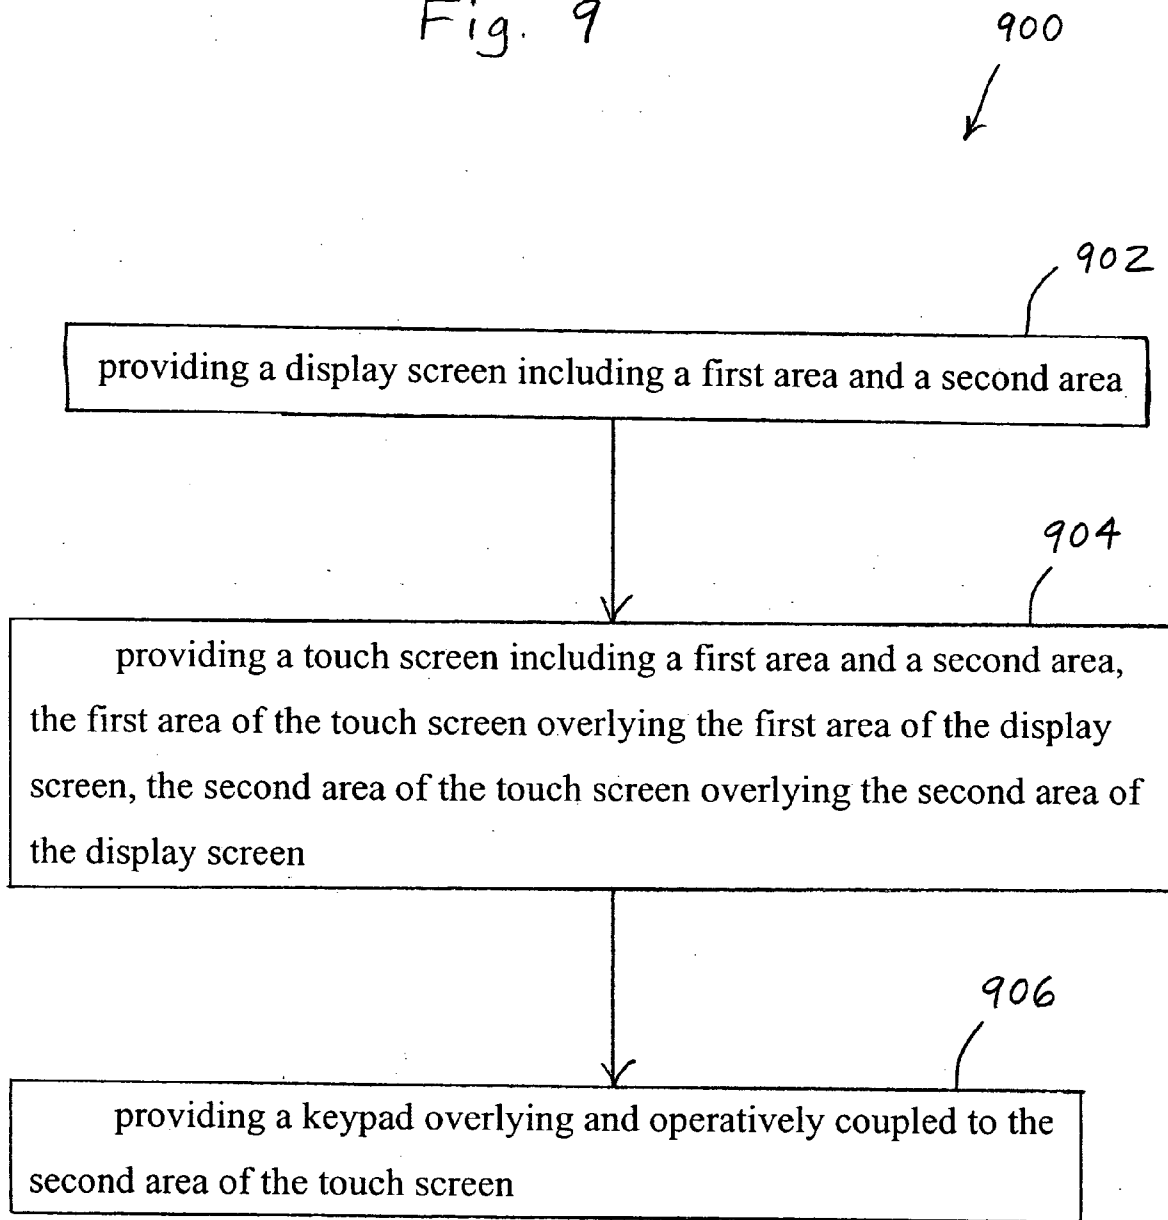 Fig. 9
900
902
providing a display screen including a first area and a second area
904
providing a touch screen including a first area and a second area,
the first area of the touch screen overlying the first area of the display
screen, the second area of the touch screen overlying the second area of
the display screen
906
providing a keypad overlying and operatively coupled to the
second area of the touch screen